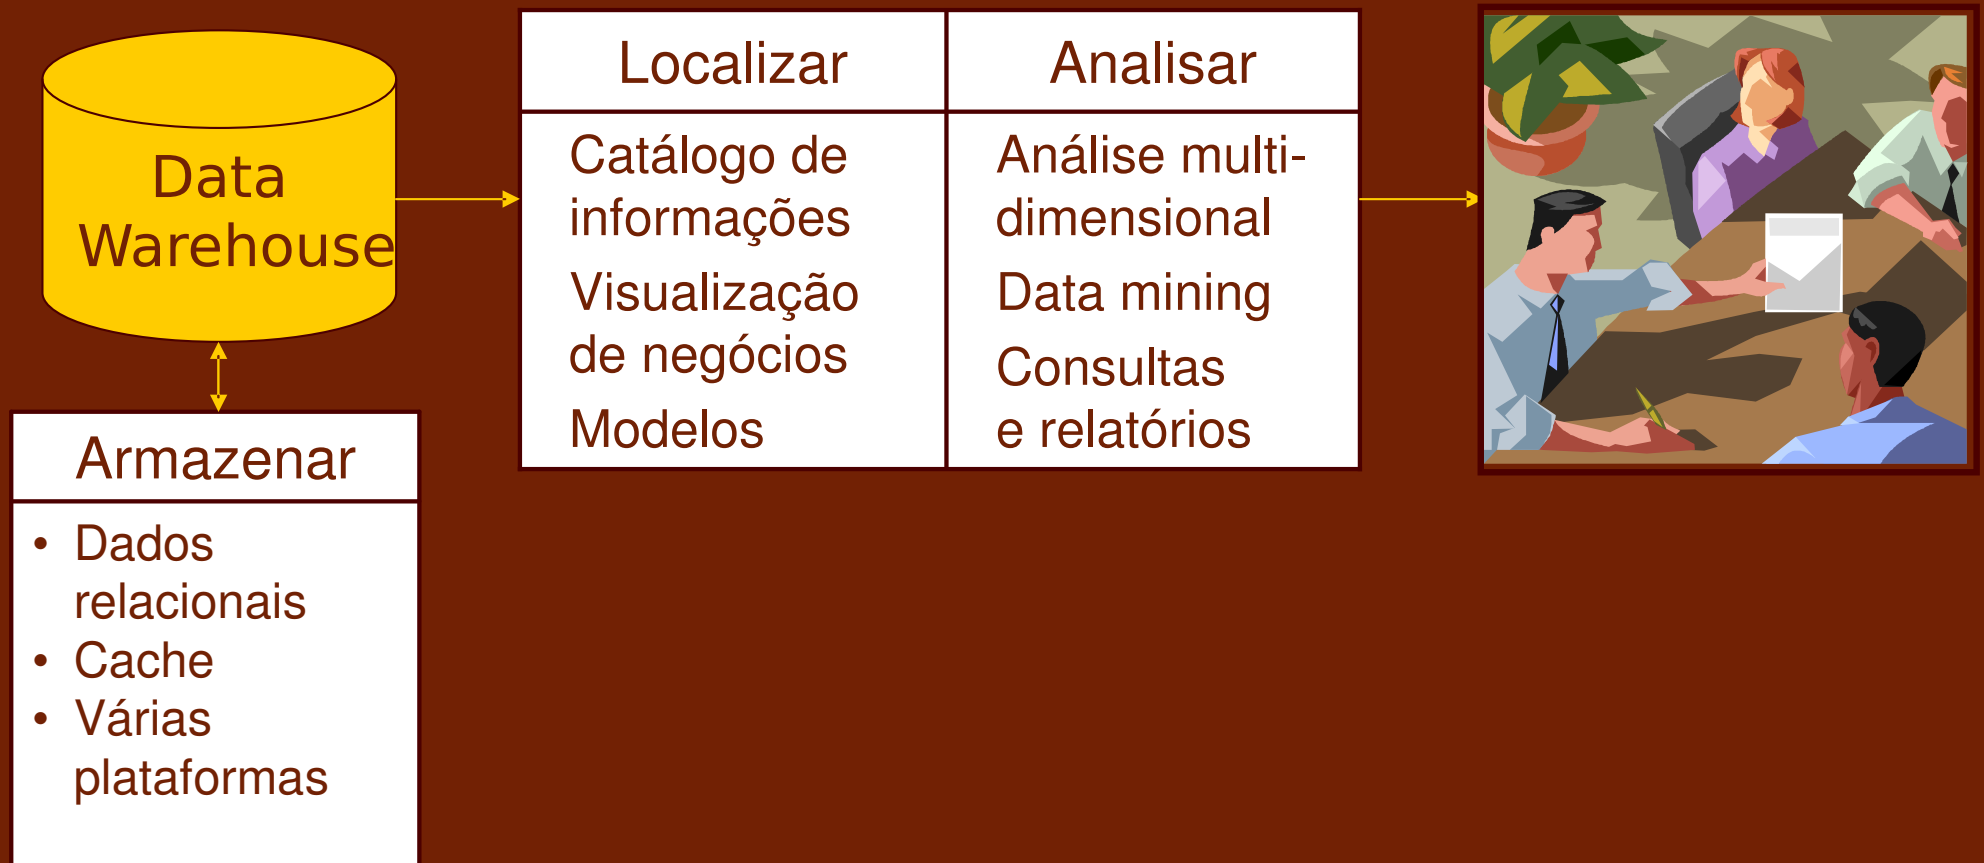 Data
Warehouse
Localizar
Catálogo de
informações
Visualização
de negócios
Modelos
Analisar
Análise multi-
dimensional
Data mining
Consultas
e relatórios
Armazenar
• Dados
relacionais
• Cache
• Várias
plataformas